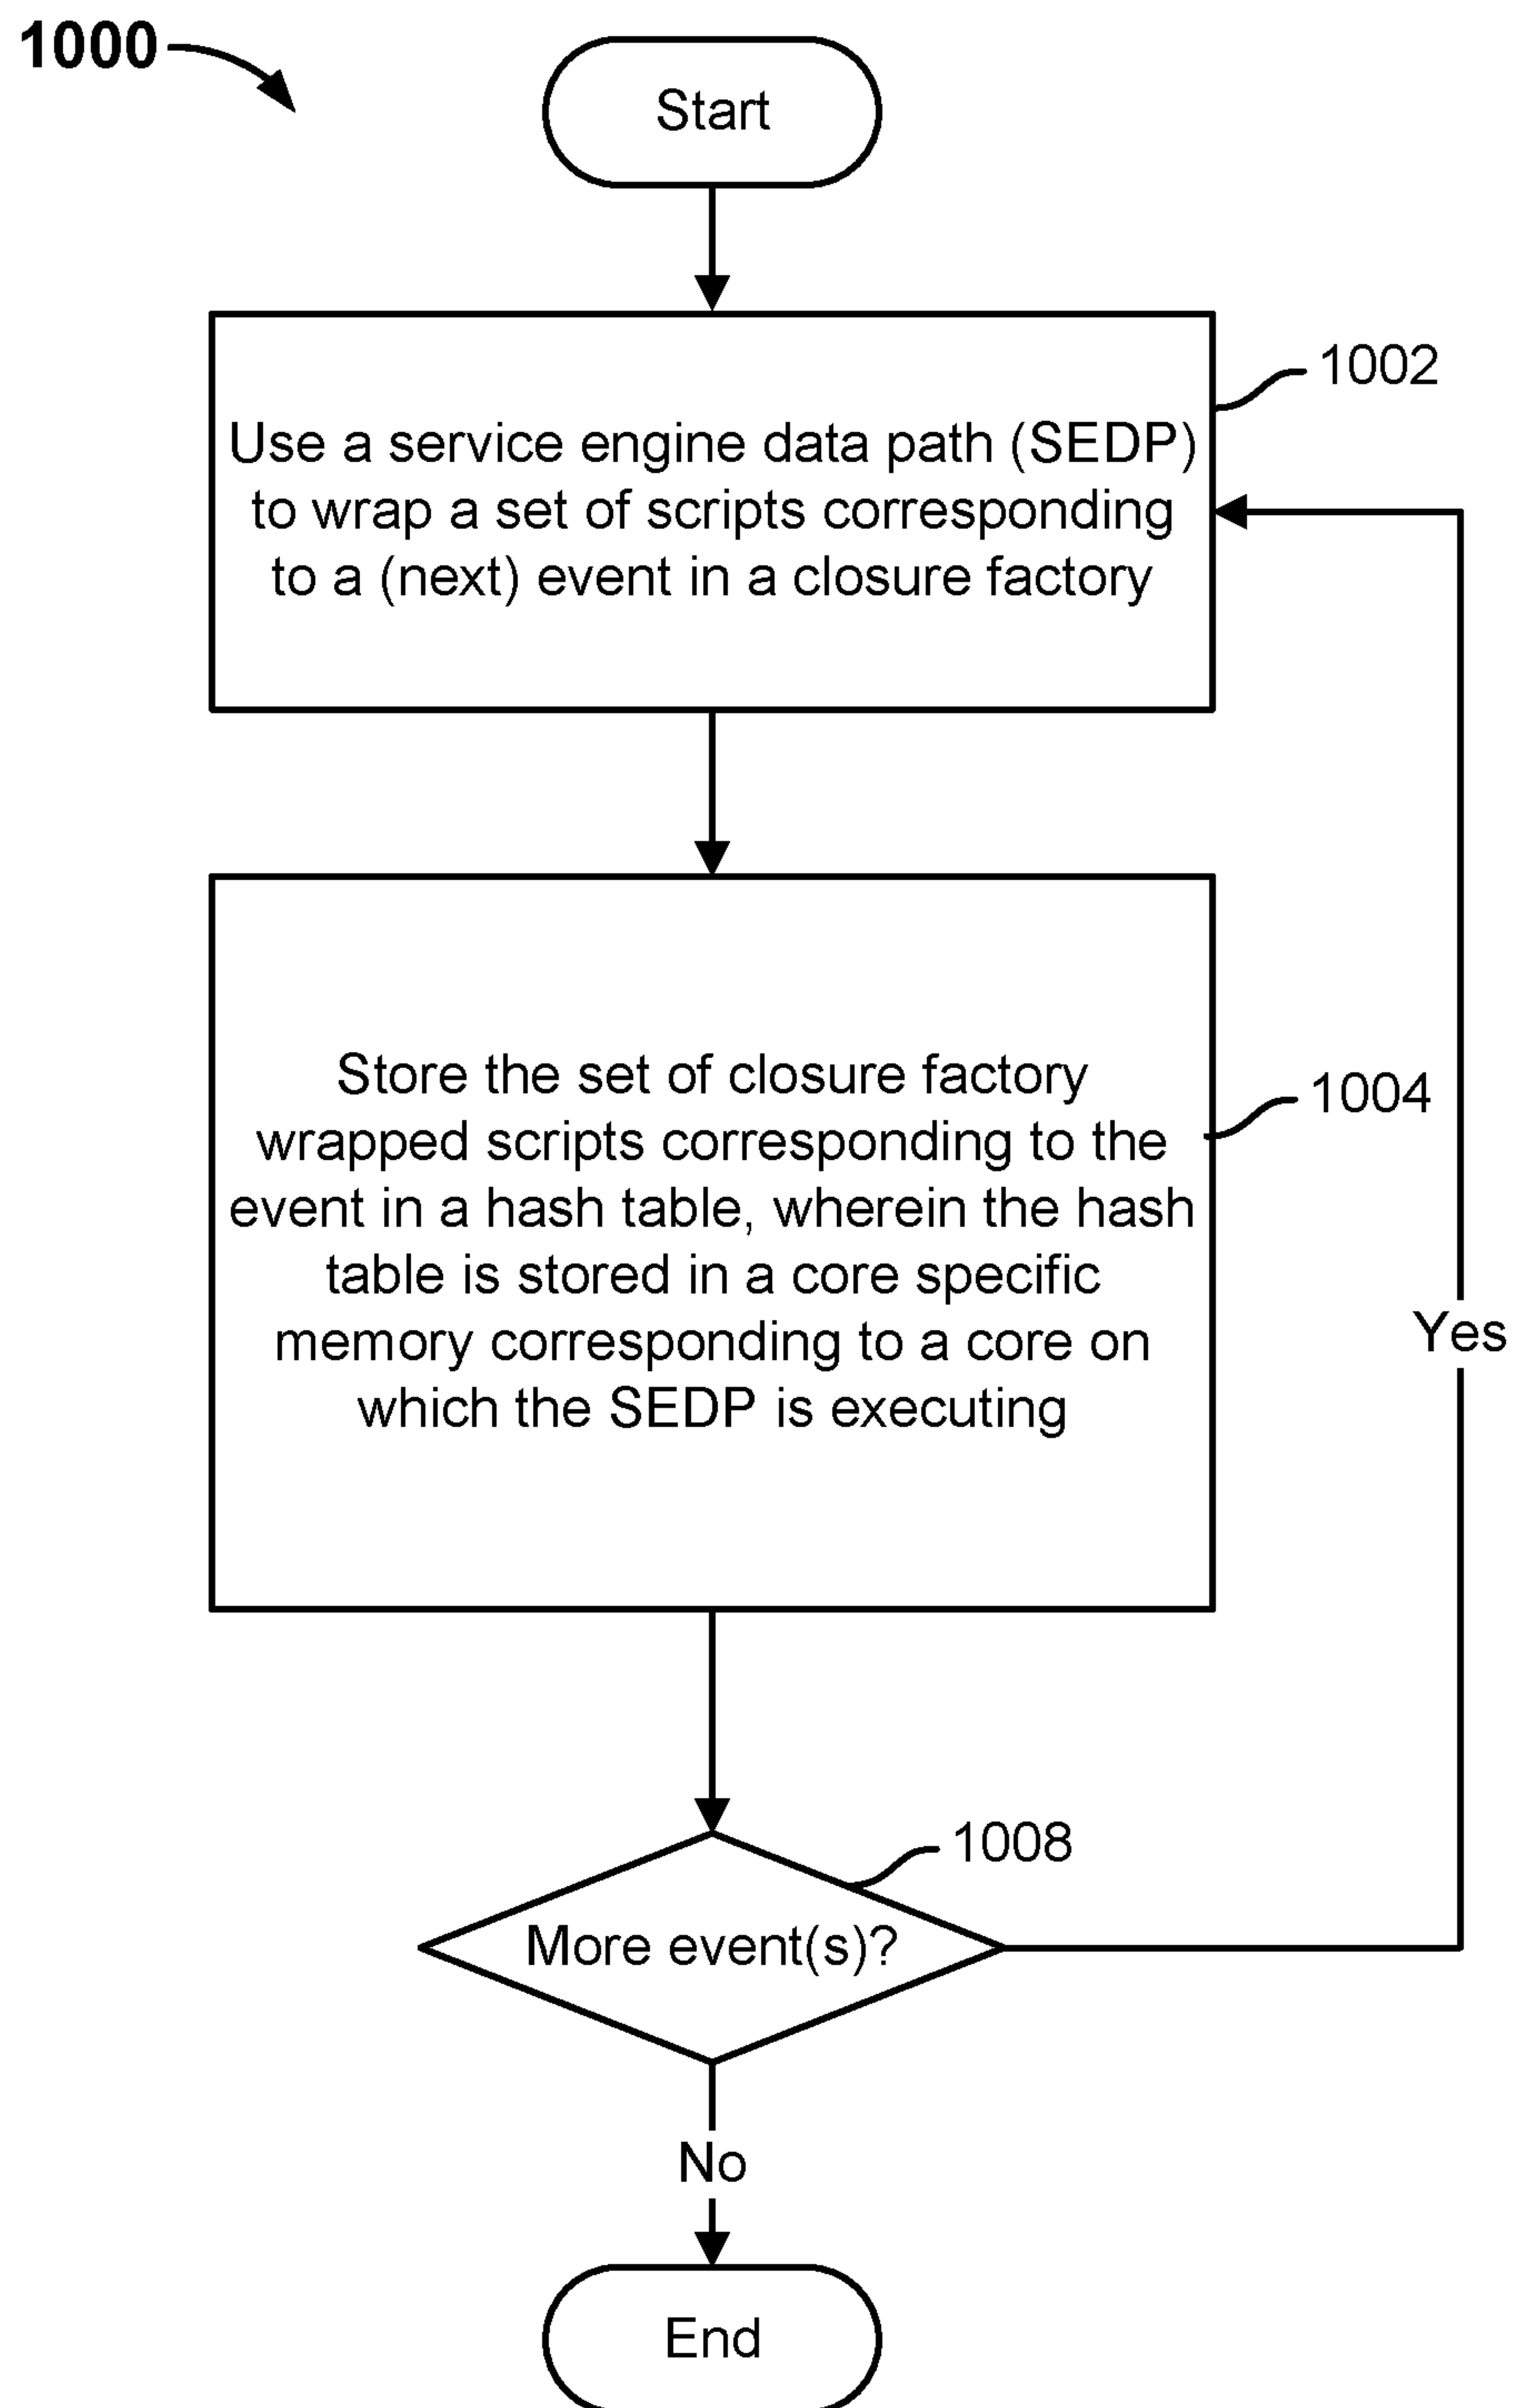 1000
Start
1002
Use a service engine data path (SEDP)
to wrap a set of scripts corresponding
to a (next) event in a closure factory
Store the set of closure factory
1004
wrapped scripts corresponding to the
event in a hash table, wherein the hash
table is stored in a core specific
memory corresponding to a core on
which the SEDP is executing
Yes
1008
More event(s)?
No
End